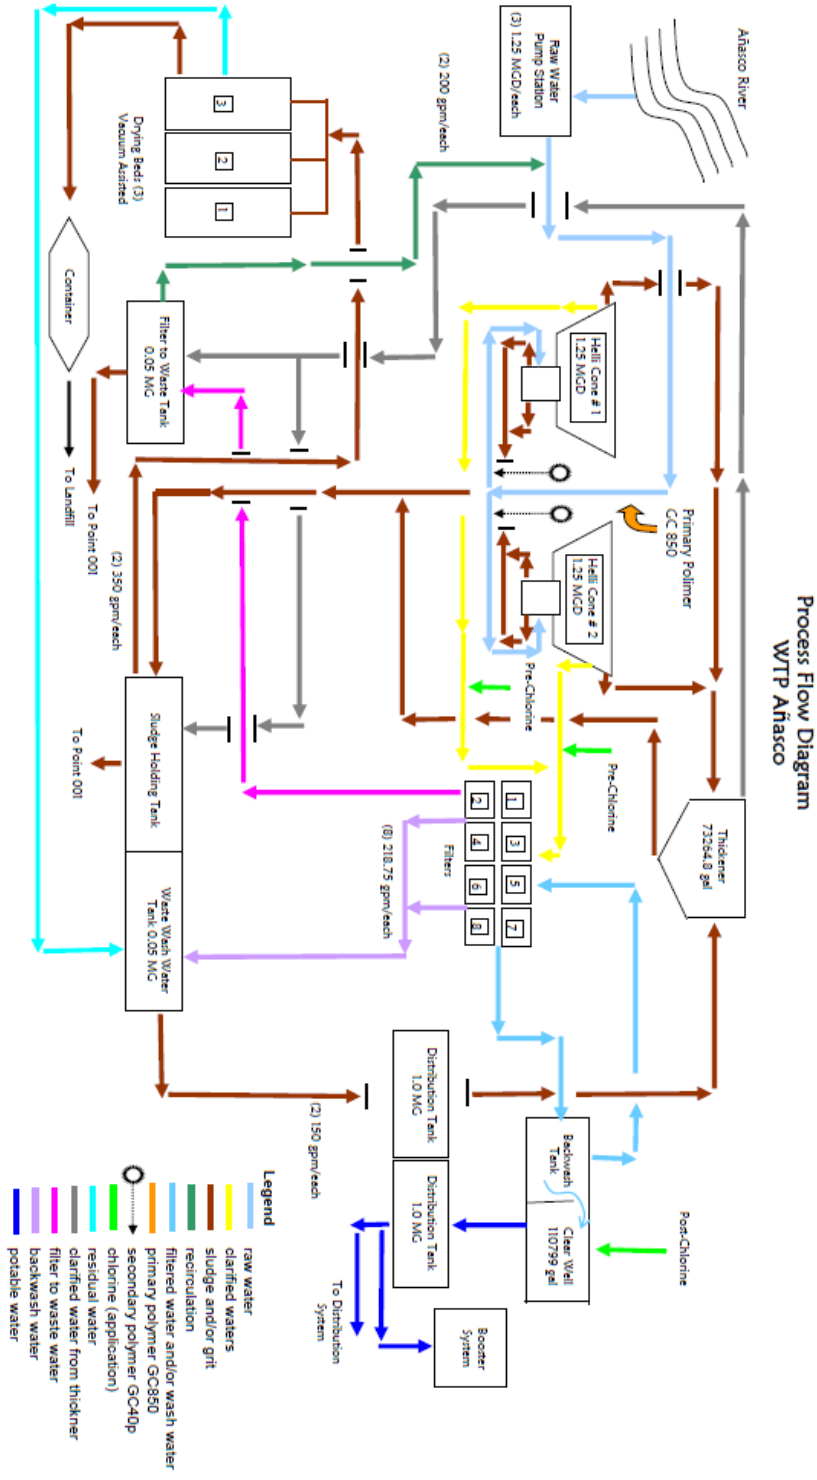 Process Flow Diagram
WTP Añasco
Añasco River
Raw Water
Pump Station
(3) 1.25 MGD/each
(2) 200 gpm/each
Drying Beds (3)
Vacuum Assisted
3
2
1
Container
To Landfill
Filter to Waste Tank
0.05 MG
To Point 001
Helli Cone # 1
1.25 MGD
Helli Cone # 2
1.25 MGD
Primary Polimer
GC 850
Pre-Chlorine
Pre-Chlorine
Thickener
73264.8 gal
(2) 350 gpm/each
Sludge Holding Tank
To Point 001
Waste Wash Water
Tank 0.05 MG
1
3
5
7
2
4
6
8
Filters
(8) 218.75 gpm/each
Distribution Tank
1.0 MG
Distribution Tank
1.0 MG
(2) 150 gpm/each
Backwash
Tank
Clear Well
110799 gal
Post-Chlorine
To Distribution
System
Booster
System
Legend
raw water
clarified waters
sludge and/or grit
recirculation
filtered water and/or wash water
primary polymer GC850
secondary polymer GC40p
chlorine (application)
residual water
clarified water from thickner
filter to waste water
backwash water
potable water